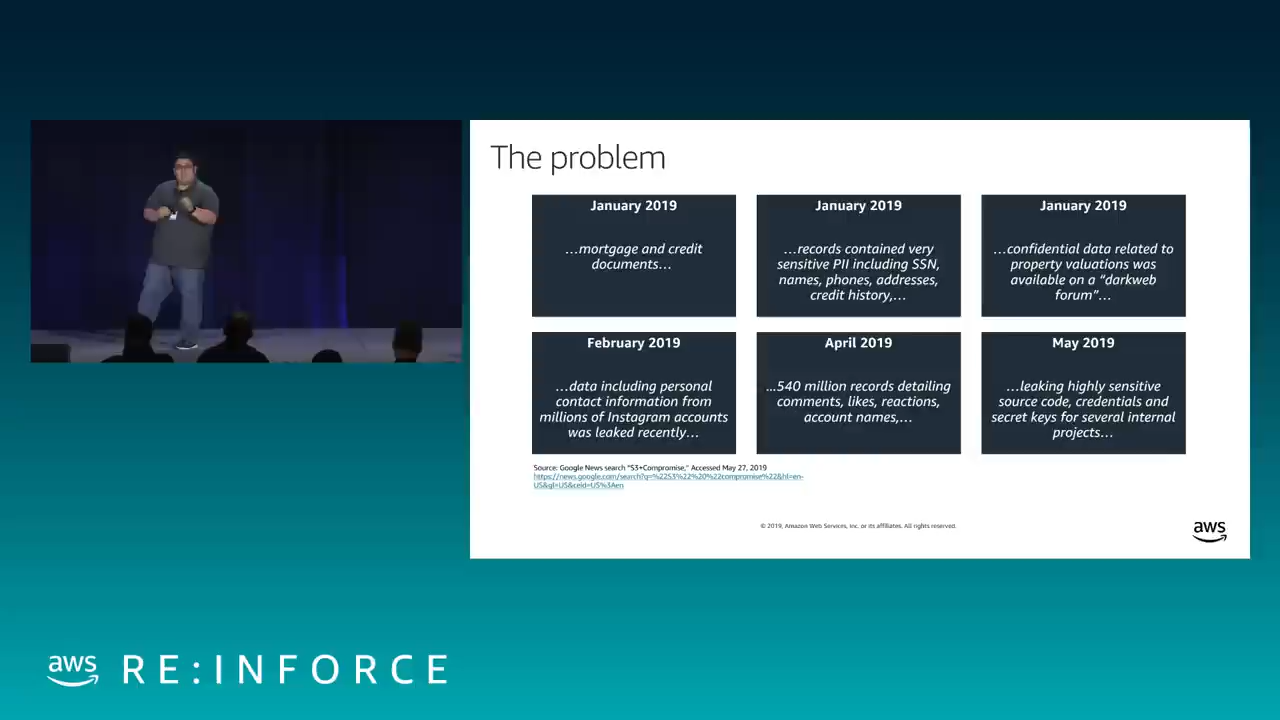 The problem
January 2019
…mortgage and credit
documents…
January 2019
…records contained very
sensitive PII including SSN,
names, phones, addresses,
credit history,…
January 2019
…confidential data related to
property valuations was
available on a “darkweb
forum”…
February 2019
…data including personal
contact information from
millions of Instagram accounts
was leaked recently…
April 2019
...540 million records detailing
comments, likes, reactions,
account names,…
May 2019
…leaking highly sensitive
source code, credentials and
secret keys for several internal
projects…
Source: Google News search “S3+Compromise,” Accessed May 27, 2019
https://news.google.com/search?q=%22S3%22%20%22compromise%22&hl=en-
US&gl=US&ceid=US%3Aen
© 2019, Amazon Web Services, Inc. or its affiliates. All rights reserved.
aws
aws RE:INFORCE